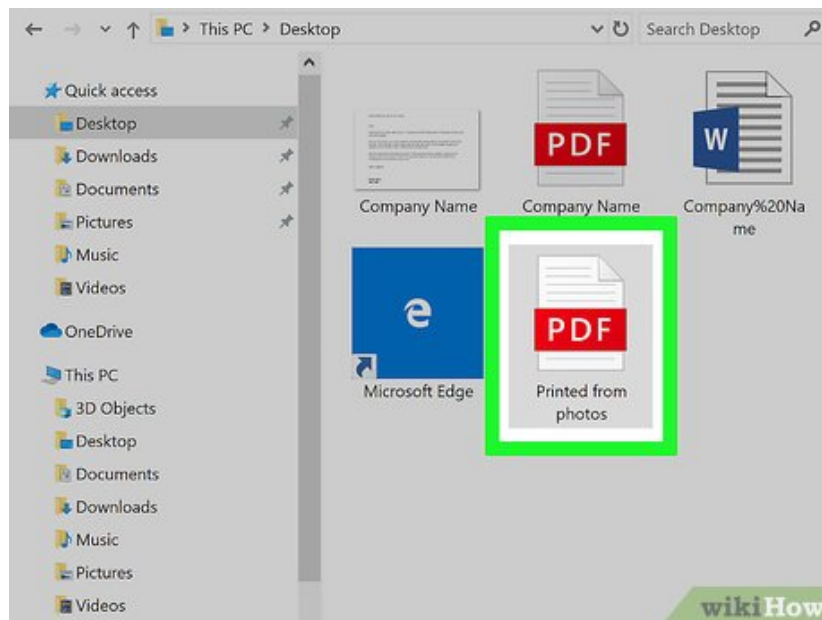 This PC > Desktop
Search Desktop
Quick access
Desktop
Downloads
Documents
Pictures
Music
Videos
OneDrive
This PC
3D Objects
Desktop
Documents
Downloads
Music
Pictures
Videos
Company Name
PDF
Company Name
W
Company%20Na
me
e
Microsoft Edge
PDF
Printed from
photos
wikiHow